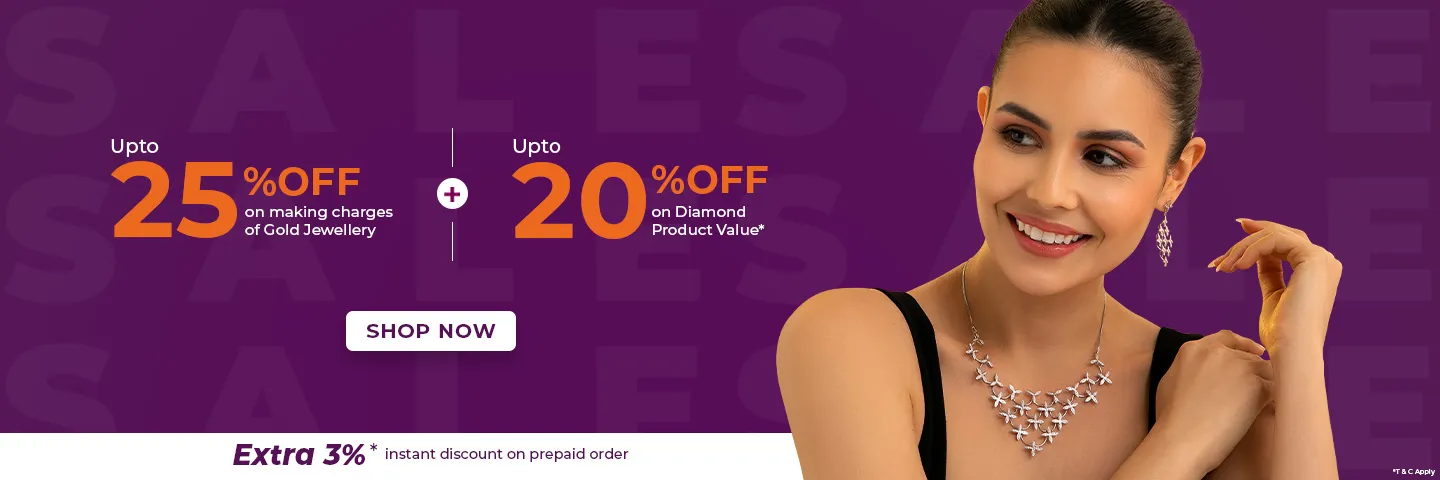 SALESALE
SALESALE
SALESALE
Upto
25%OFF
on making charges
of Gold Jewellery
+
Upto
20%OFF
on Diamond
Product Value*
SHOP NOW
Extra 3%* instant discount on prepaid order
*T & C Apply